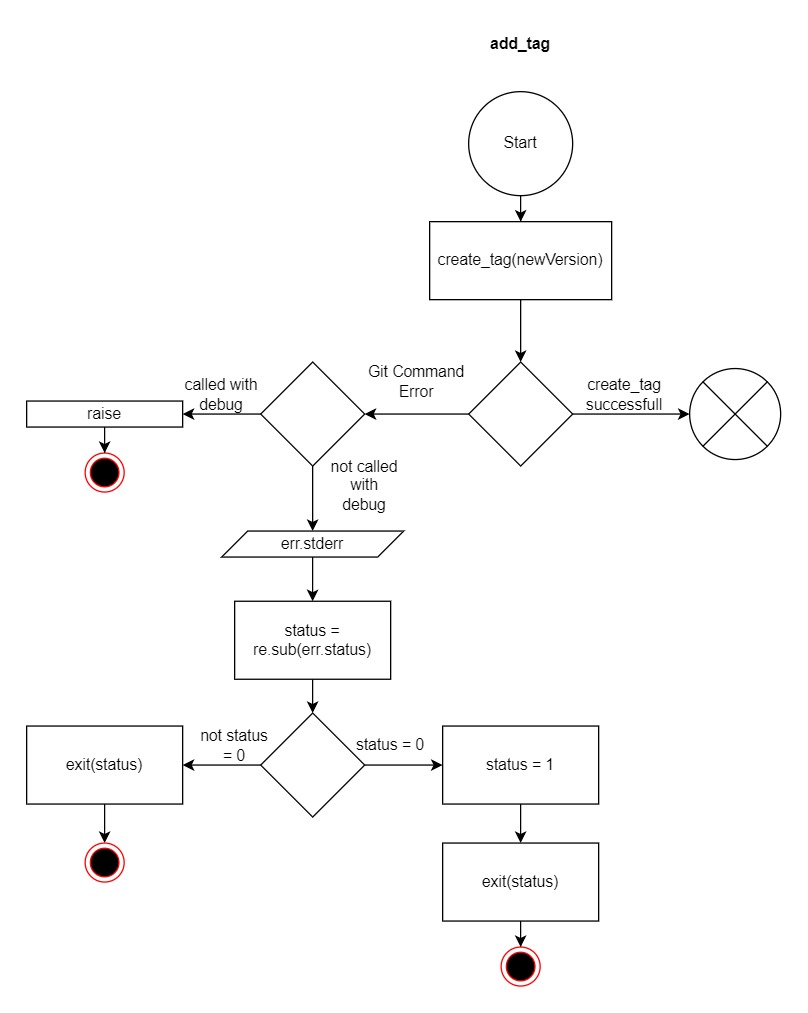 add_tag
Start
create_tag(newVersion)
Git Command
Error
create_tag
successfull
called with
debug
raise
not called
with
debug
err.stderr
status =
re.sub(err.status)
not status
= 0
status = 0
exit(status)
status = 1
exit(status)